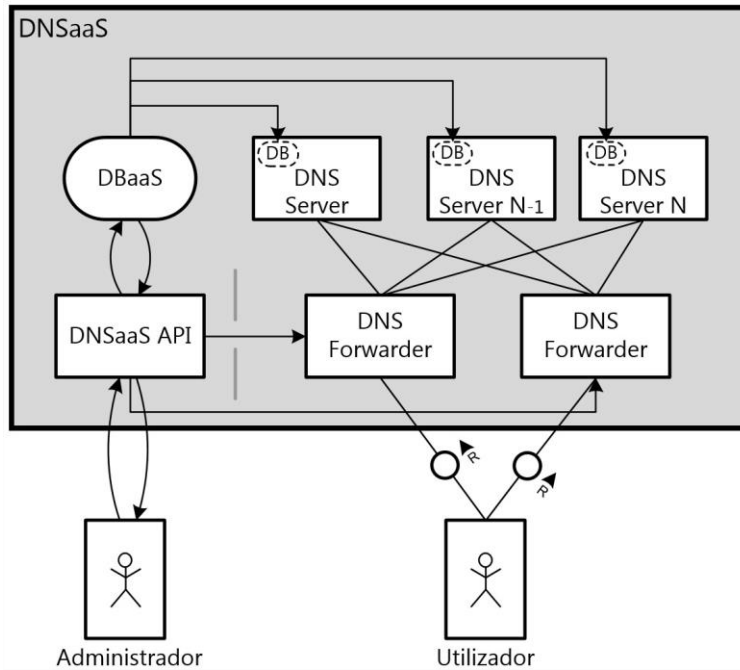 DNSaaS
DBaaS
DB
DNS
Server
DB
DNS
Server N-1
DB
DNS
Server N
DNSaaS API
DNS
Forwarder
DNS
Forwarder
R
R
Administrador
Utilizador